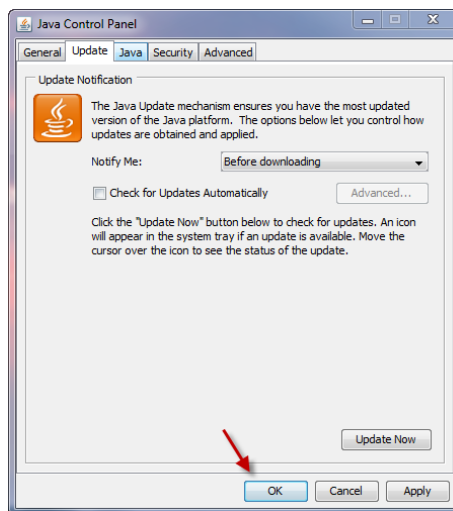 Java Control Panel
General Update Java Security Advanced
Update Notification
The Java Update mechanism ensures you have the most updated
version of the Java platform. The options below let you control how
updates are obtained and applied.
Notify Me: Before downloading
Check for Updates Automatically Advanced...
Click the "Update Now" button below to check for updates. An icon
will appear in the system tray if an update is available. Move the
cursor over the icon to see the status of the update.
Update Now
OK Cancel Apply